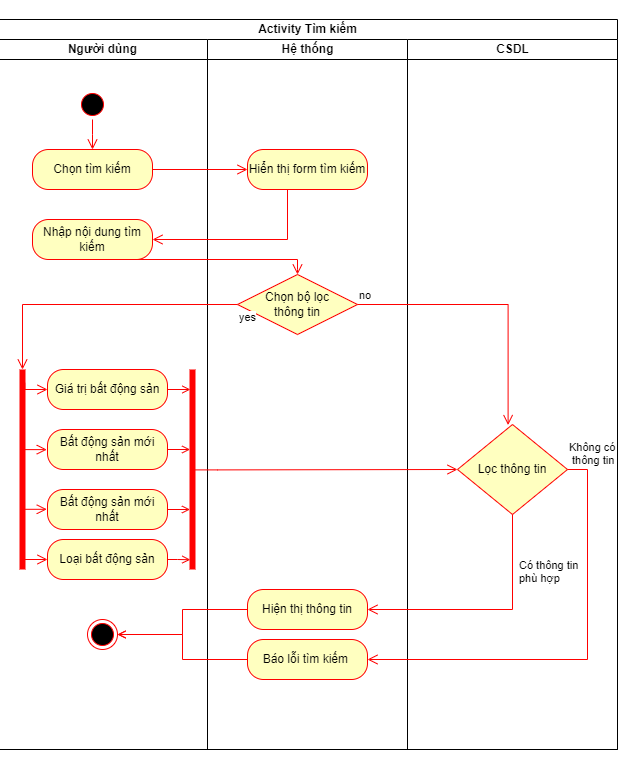 Activity Tìm kiếm
Người dùng
Hệ thống
CSDL
Chọn tìm kiếm
Hiển thị form tìm kiếm
Nhập nội dung tìm
kiếm
Chọn bộ lọc
thông tin
no
yes
Giá trị bất động sản
Bất động sản mới
nhất
Bất động sản mới
nhất
Loại bất động sản
Lọc thông tin
Không có
thông tin
Có thông tin
phù hợp
Hiện thị thông tin
Báo lỗi tìm kiếm